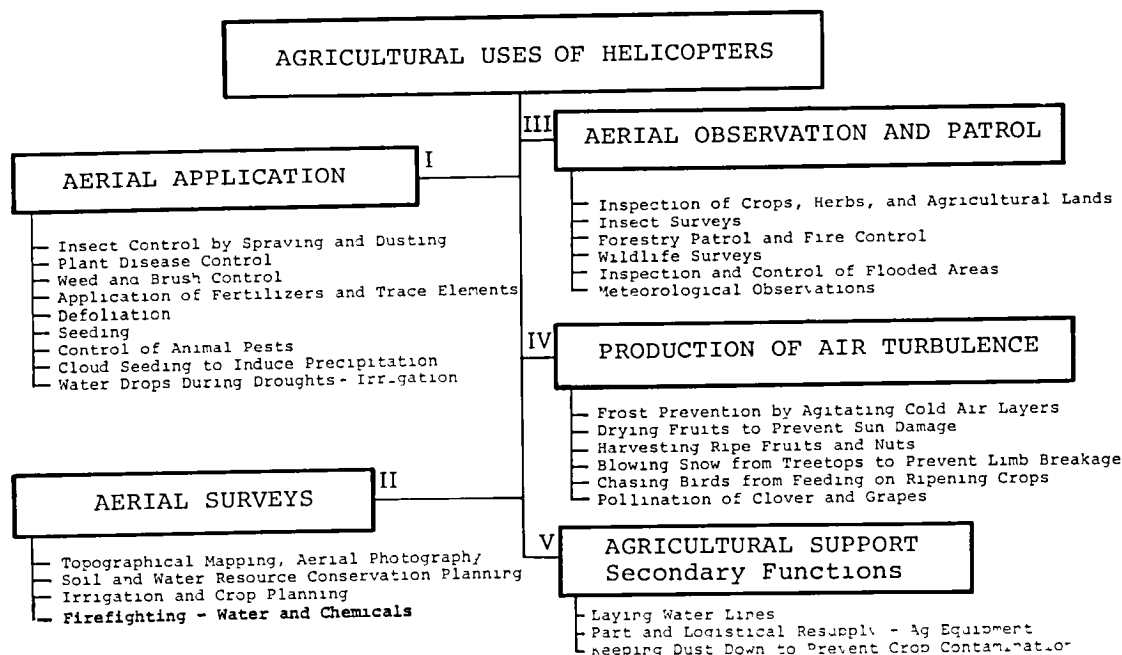 AGRICULTURAL USES OF HELICOPTERS
I
AERIAL APPLICATION
Insect Control by Spraving and Dusting
Plant Disease Control
Weed and Brush Control
Application of Fertilizers and Trace Elements
Defoliation
Seeding
Control of Animal Pests
Cloud Seeding to Induce Precipitation
Water Drops During Droughts - Irrigation
II
AERIAL SURVEYS
Topographical Mapping, Aerial Photography
Soil and Water Resource Conservation Planning
Irrigation and Crop Planning
Firefighting - Water and Chemicals
III
AERIAL OBSERVATION AND PATROL
Inspection of Crops, Herbs, and Agricultural Lands
Insect Surveys
Forestry Patrol and Fire Control
Wildlife Surveys
Inspection and Control of Flooded Areas
Meteorological Observations
IV
PRODUCTION OF AIR TURBULENCE
Frost Prevention by Agitating Cold Air Layers
Drying Fruits to Prevent Sun Damage
Harvesting Ripe Fruits and Nuts
Blowing Snow from Treetops to Prevent Limb Breakage
Chasing Birds from Feeding on Ripening Crops
Pollination of Clover and Grapes
V
AGRICULTURAL SUPPORT
Secondary Functions
Laying Water Lines
Part and Logistical Resupply - Ag Equipment
Keeping Dust Down to Prevent Crop Contamination